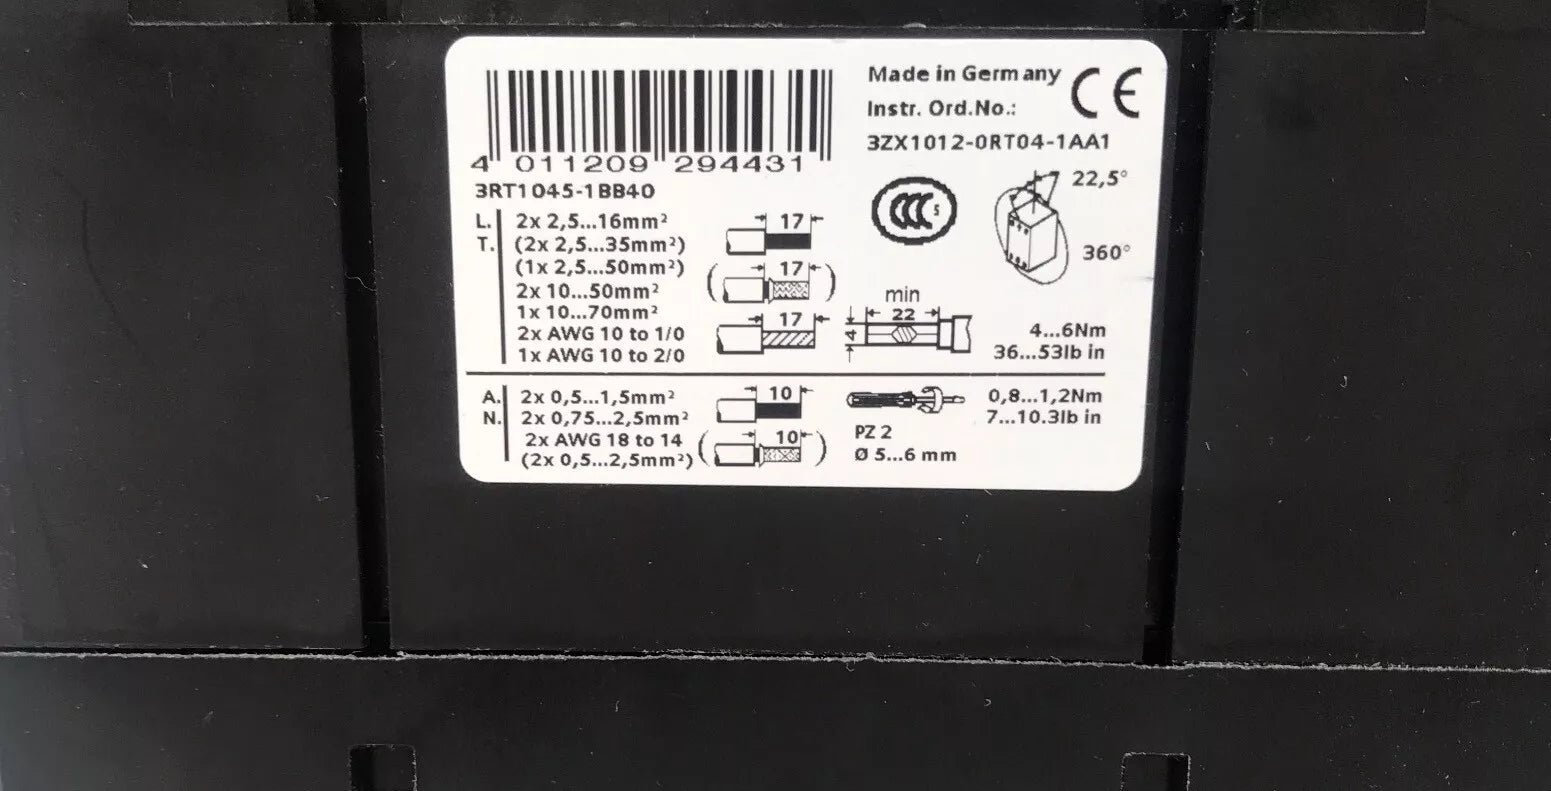 Made in Germany CE
Instr. Ord.No.:
3ZX1012-0RT04-1AA1
4 011209 294431
3RT1045-1BB40
22,5°
360°
CCC S
L. 2x 2,5...16mm² 17
T. (2x 2,5...35mm²)
(1x 2,5...50mm²) ( 17 )
2x 10...50mm²
1x 10...70mm² 17
2x AWG 10 to 1/0
1x AWG 10 to 2/0
min
22
4
4...6Nm
36...53lb in
A. 2x 0,5...1,5mm² 10
N. 2x 0,75...2,5mm²
2x AWG 18 to 14
(2x 0,5...2,5mm²) ( 10 )
PZ 2
Ø 5...6 mm
0,8...1,2Nm
7...10.3lb in